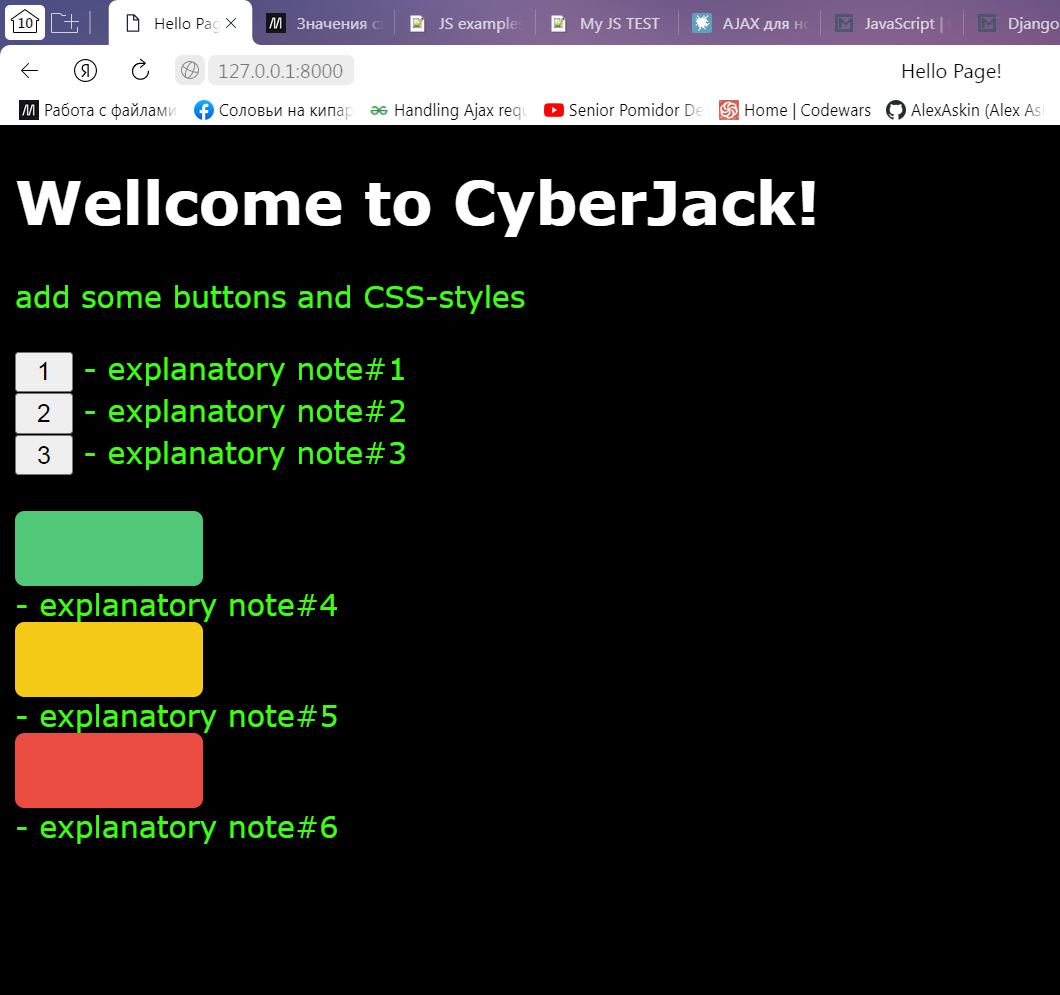 10 Hello Pag Значения JS examples My JS TEST AJAX для JavaScript | Django
Я 127.0.0.1:8000 Hello Page!
Работа с файлами Соловьи на кипар Handling Ajax requ Senior Pomidor De Home | Codewars AlexAskin (Alex As
Wellcome to CyberJack!
add some buttons and CSS-styles
1 - explanatory note#1
2 - explanatory note#2
3 - explanatory note#3
- explanatory note#4
- explanatory note#5
- explanatory note#6